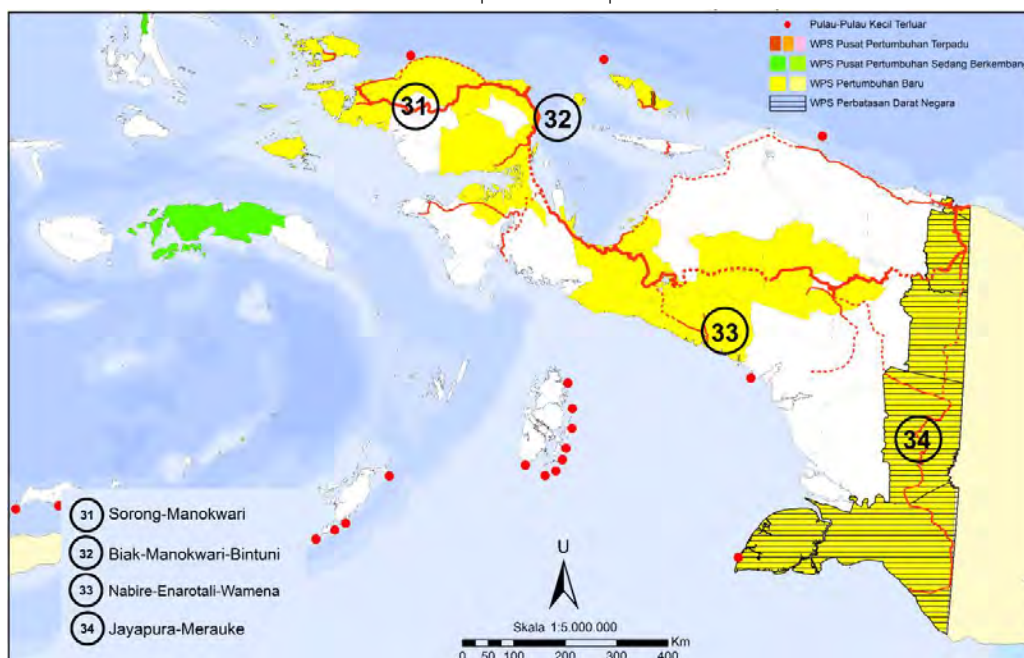 Pulau-Pulau Kecil Terluar
WPS Pusat Pertumbuhan Terpadu
WPS Pusat Pertumbuhan Sedang Berkembang
WPS Pertumbuhan Baru
WPS Perbatasan Darat Negara
31
32
33
34
31 Sorong-Manokwari
32 Biak-Manokwari-Bintuni
33 Nabire-Enarotali-Wamena
34 Jayapura-Merauke
U
Skala 1:5.000.000
Km
0 50 100 200 300 400